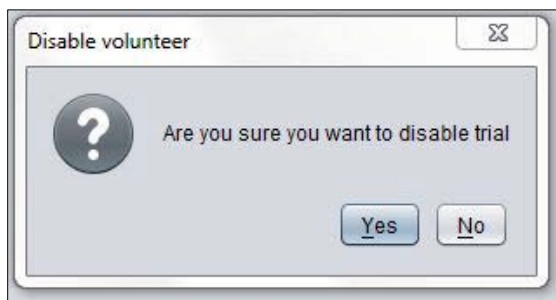 Disable volunteer
Are you sure you want to disable trial
Yes No